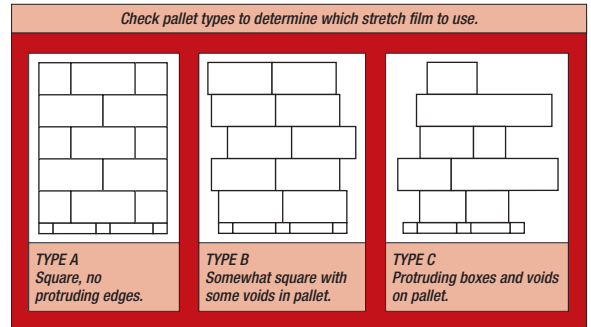 Check pallet types to determine which stretch film to use.
TYPE A
Square, no
protruding edges.
TYPE B
Somewhat square with
some voids in pallet.
TYPE C
Protruding boxes and voids
on pallet.